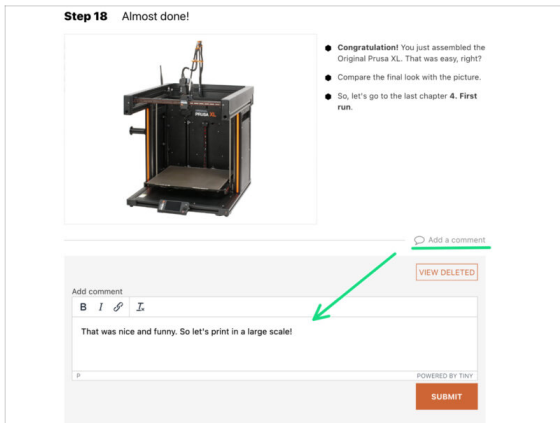 Step 18 Almost done!
PRUSA XL
Congratulation! You just assembled the
Original Prusa XL. That was easy, right?
Compare the final look with the picture.
So, let's go to the last chapter 4. First
run.
Add a comment
VIEW DELETED
Add comment
B I Tx
That was nice and funny. So let's print in a large scale!
P POWERED BY TINY
SUBMIT